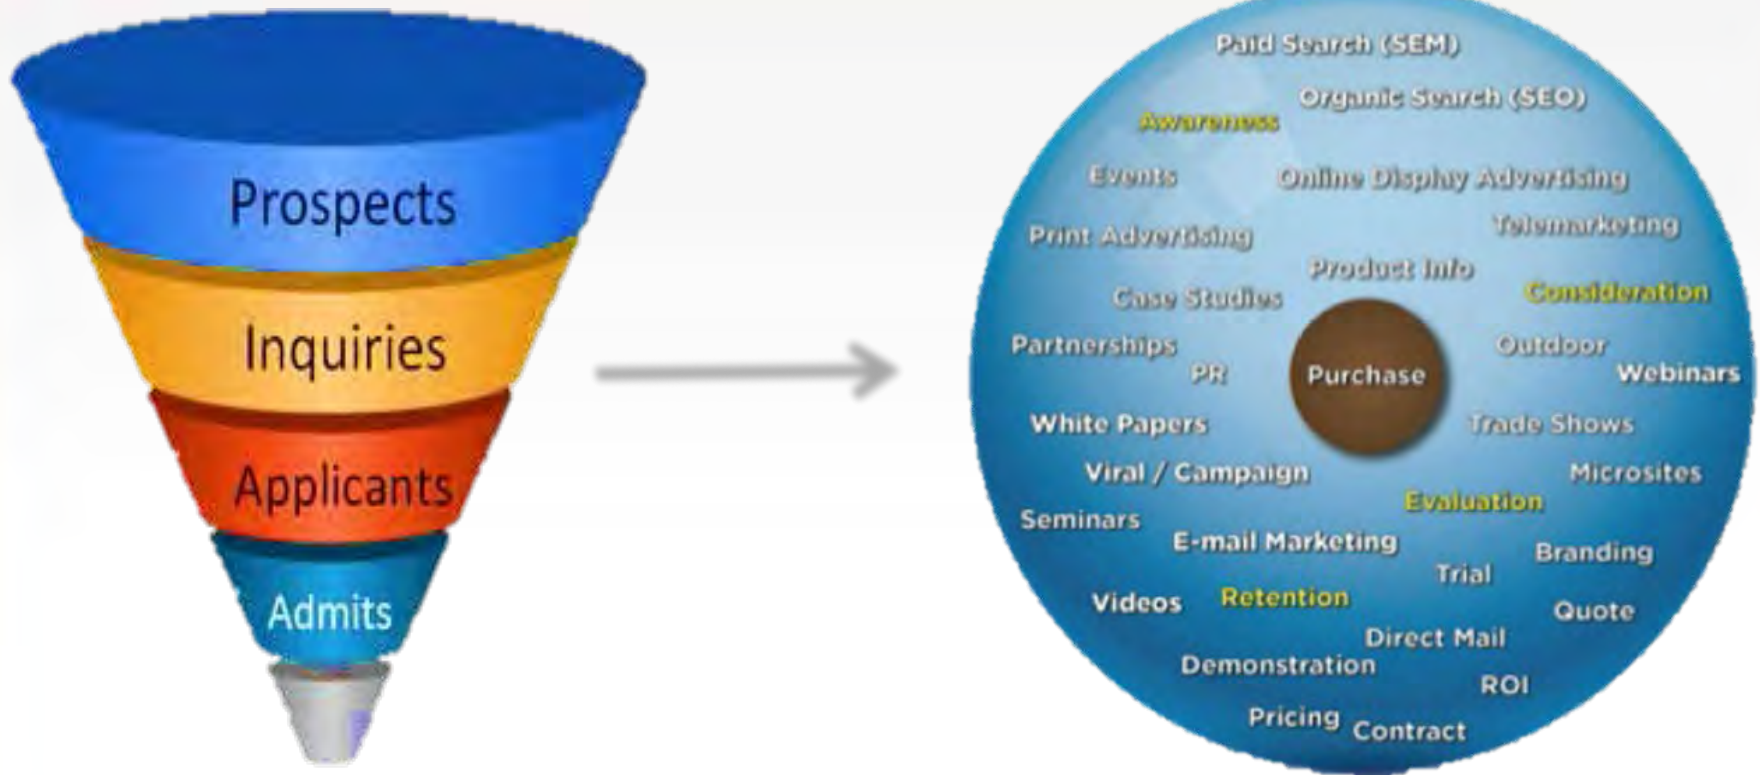 Prospects
Inquiries
Applicants
Admits
Paid Search (SEM)
Organic Search (SEO)
Awareness
Events
Online Display Advertising
Telemarketing
Print Advertising
Product Info
Consideration
Case Studies
Partnerships
Outdoor
PR
Purchase
Webinars
White Papers
Trade Shows
Viral / Campaign
Microsites
Evaluation
Seminars
E-mail Marketing
Branding
Trial
Videos
Retention
Quote
Direct Mail
Demonstration
ROI
Pricing
Contract